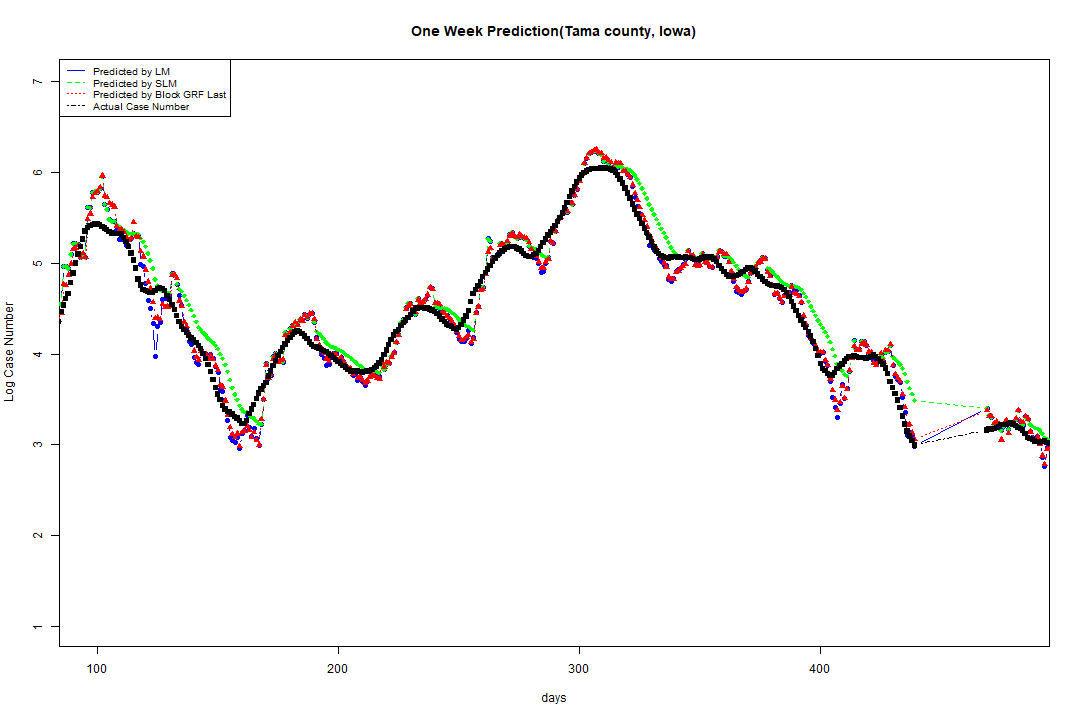 One Week Prediction(Tama county, Iowa)
Predicted by LM
Predicted by SLM
Predicted by Block GRF Last
Actual Case Number
7
6
5
4
3
2
1
Log Case Number
100 200 300 400
days